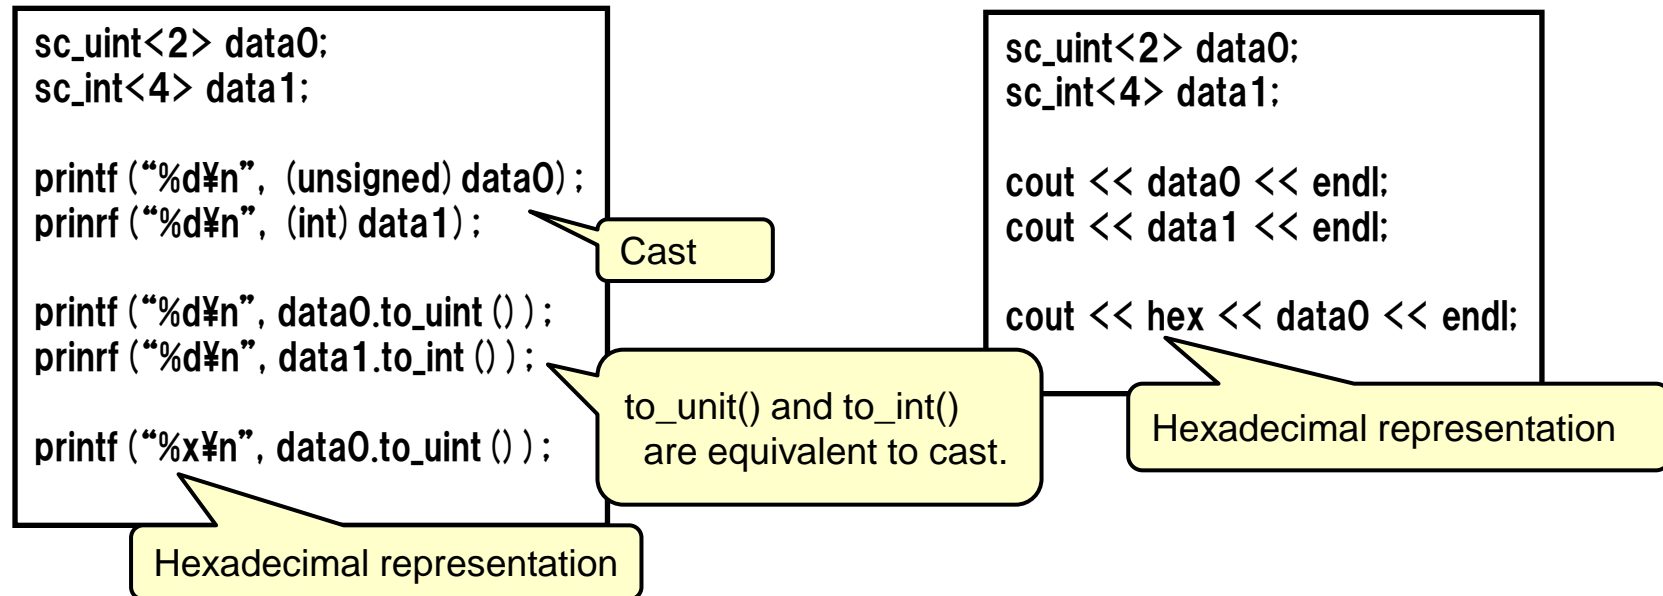 sc_uint<2> data0;
sc_int<4> data1;
printf(“%d¥n”, (unsigned)data0);
prinrf(“%d¥n”, (int)data1);
Cast
printf(“%d¥n”, data0.to_uint());
prinrf(“%d¥n”, data1.to_int());
to_unit() and to_int()
are equivalent to cast.
printf(“%x¥n”, data0.to_uint());
Hexadecimal representation
sc_uint<2> data0;
sc_int<4> data1;
cout << data0 << endl;
cout << data1 << endl;
cout << hex << data0 << endl;
Hexadecimal representation